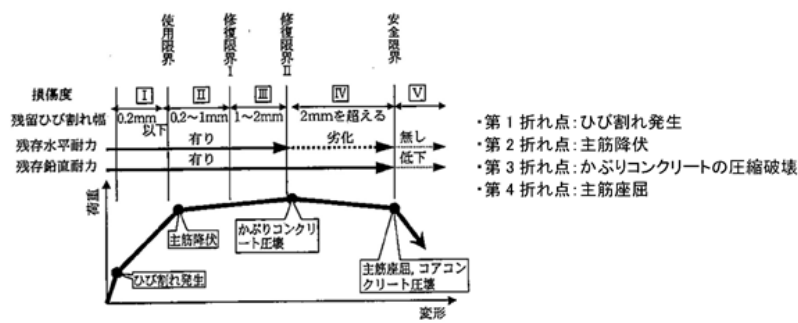 使用限界
修復限界Ⅰ
修復限界Ⅱ
安全限界
損傷度
Ⅰ
Ⅱ
Ⅲ
Ⅳ
Ⅴ
残留ひび割れ幅
0.2mm以下
0.2～1mm
1～2mm
2mmを超える
残存水平耐力
有り
劣化
無し
残存鉛直耐力
有り
低下
荷重
ひび割れ発生
主筋降伏
かぶりコンクリ
ート圧壊
主筋座屈，コアコン
クリート圧壊
変形
・第1折れ点：ひび割れ発生
・第2折れ点：主筋降伏
・第3折れ点：かぶりコンクリートの圧縮破壊
・第4折れ点：主筋座屈